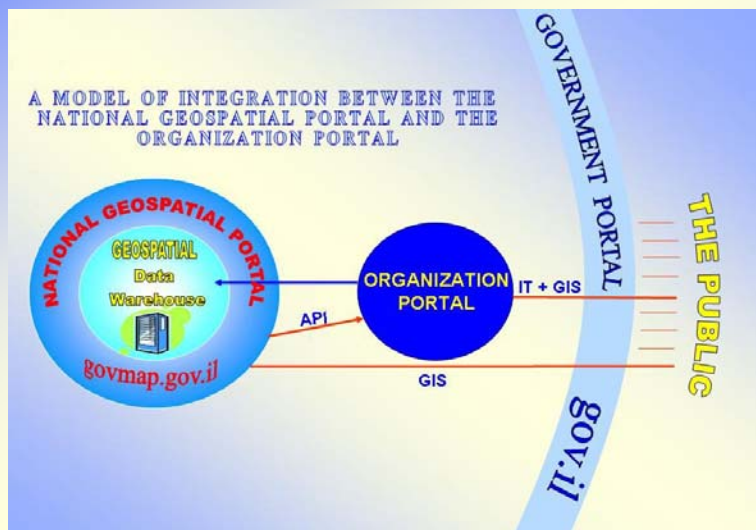 A MODEL OF INTEGRATION BETWEEN THE
NATIONAL GEOSPATIAL PORTAL AND THE
ORGANIZATION PORTAL
NATIONAL GEOSPATIAL PORTAL
GEOSPATIAL
Data
Warehouse
govmap.gov.il
API
ORGANIZATION
PORTAL
IT + GIS
GIS
GOVERNMENT PORTAL
gov.il
THE PUBLIC